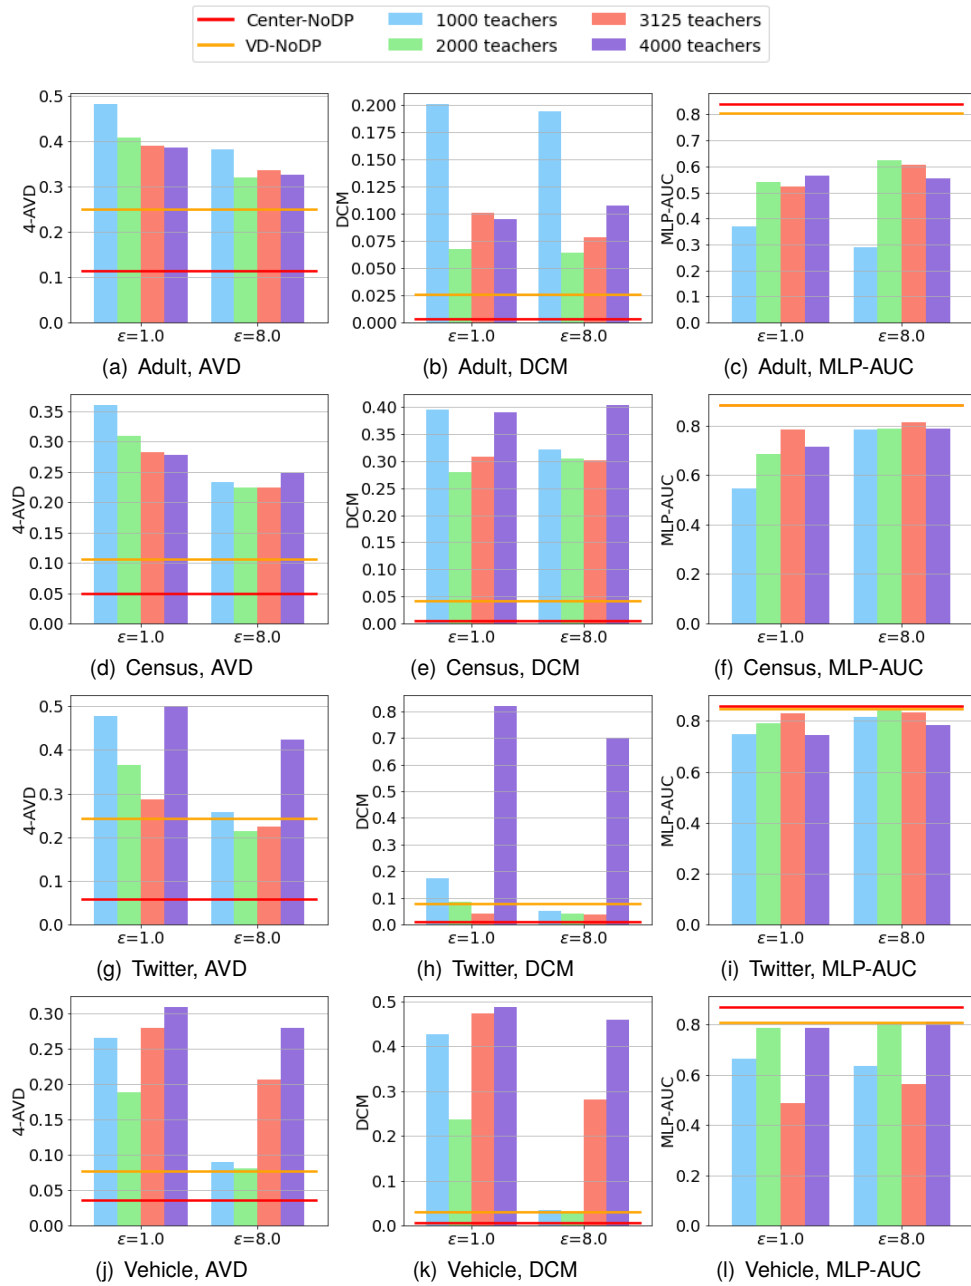 Center-NoDP
VD-NoDP
1000 teachers
2000 teachers
3125 teachers
4000 teachers
0.5
0.4
0.3
0.2
0.1
0.0
4-AVD
ε=1.0
ε=8.0
(a) Adult, AVD
0.200
0.175
0.150
0.125
0.100
0.075
0.050
0.025
0.000
DCM
ε=1.0
ε=8.0
(b) Adult, DCM
0.8
0.7
0.6
0.5
0.4
0.3
0.2
0.1
0.0
MLP-AUC
ε=1.0
ε=8.0
(c) Adult, MLP-AUC
0.35
0.30
0.25
0.20
0.15
0.10
0.05
0.00
4-AVD
ε=1.0
ε=8.0
(d) Census, AVD
0.40
0.35
0.30
0.25
0.20
0.15
0.10
0.05
0.00
DCM
ε=1.0
ε=8.0
(e) Census, DCM
0.8
0.6
0.4
0.2
0.0
MLP-AUC
ε=1.0
ε=8.0
(f) Census, MLP-AUC
0.5
0.4
0.3
0.2
0.1
0.0
4-AVD
ε=1.0
ε=8.0
(g) Twitter, AVD
0.8
0.7
0.6
0.5
0.4
0.3
0.2
0.1
0.0
DCM
ε=1.0
ε=8.0
(h) Twitter, DCM
0.8
0.6
0.4
0.2
0.0
MLP-AUC
ε=1.0
ε=8.0
(i) Twitter, MLP-AUC
0.30
0.25
0.20
0.15
0.10
0.05
0.00
4-AVD
ε=1.0
ε=8.0
(j) Vehicle, AVD
0.5
0.4
0.3
0.2
0.1
0.0
DCM
ε=1.0
ε=8.0
(k) Vehicle, DCM
0.8
0.6
0.4
0.2
0.0
MLP-AUC
ε=1.0
ε=8.0
(l) Vehicle, MLP-AUC